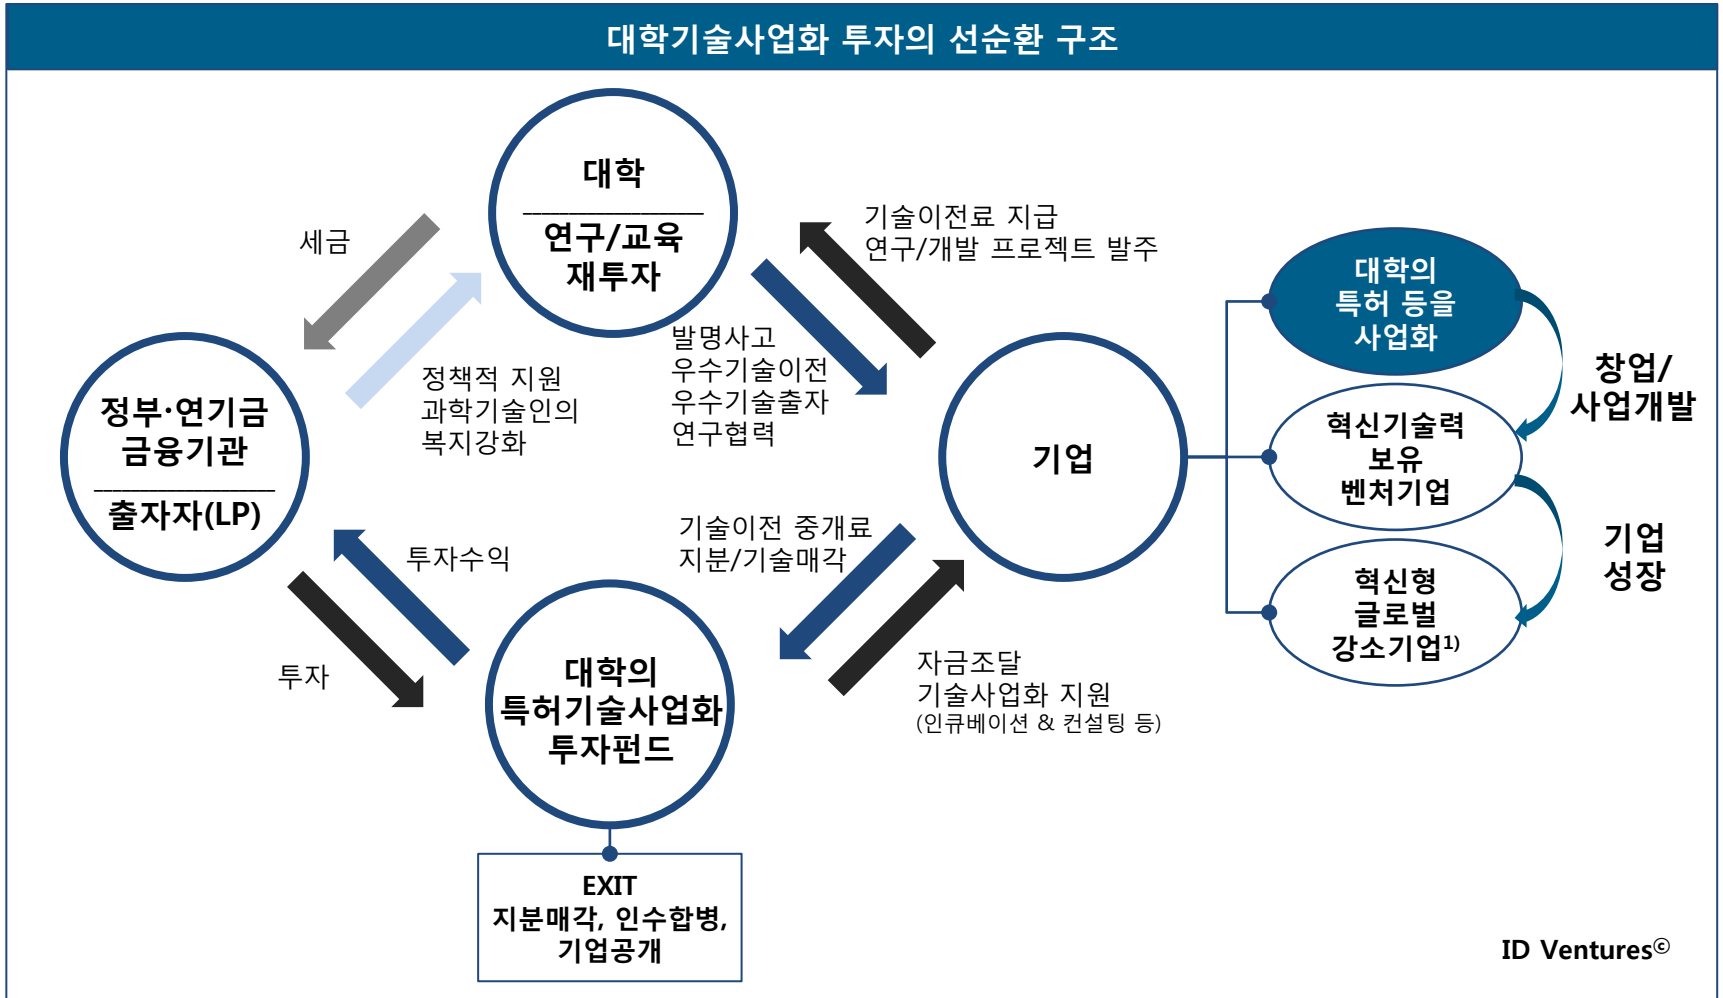 대학기술사업화 투자의 선순환 구조
대학
연구/교육
재투자
세금
기술이전료 지급
연구/개발 프로젝트 발주
정책적 지원
과학기술인의
복지강화
발명사고
우수기술이전
우수기술출자
연구협력
정부·연기금
금융기관
출자자(LP)
기업
투자수익
투자
기술이전 중개료
지분/기술매각
자금조달
기술사업화 지원
(인큐베이션 & 컨설팅 등)
대학의
특허기술사업화
투자펀드
EXIT
지분매각, 인수합병,
기업공개
대학의
특허 등을
사업화
창업/
사업개발
혁신기술력
보유
벤처기업
기업
성장
혁신형
글로벌
강소기업1)
ID Ventures©